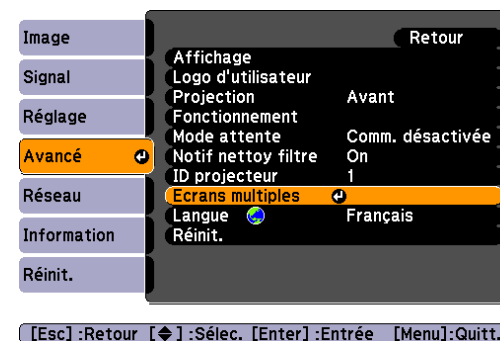 Image
Signal
Réglage
Avancé
Réseau
Information
Réinit.
Retour
Affichage
Logo d'utilisateur
Projection Avant
Fonctionnement
Mode attente Comm. désactivée
Notif nettoy filtre On
ID projecteur 1
Ecrans multiples
Langue Français
Réinit.
[Esc] :Retour [ ] :Sélec. [Enter] :Entrée [Menu]:Quitt.